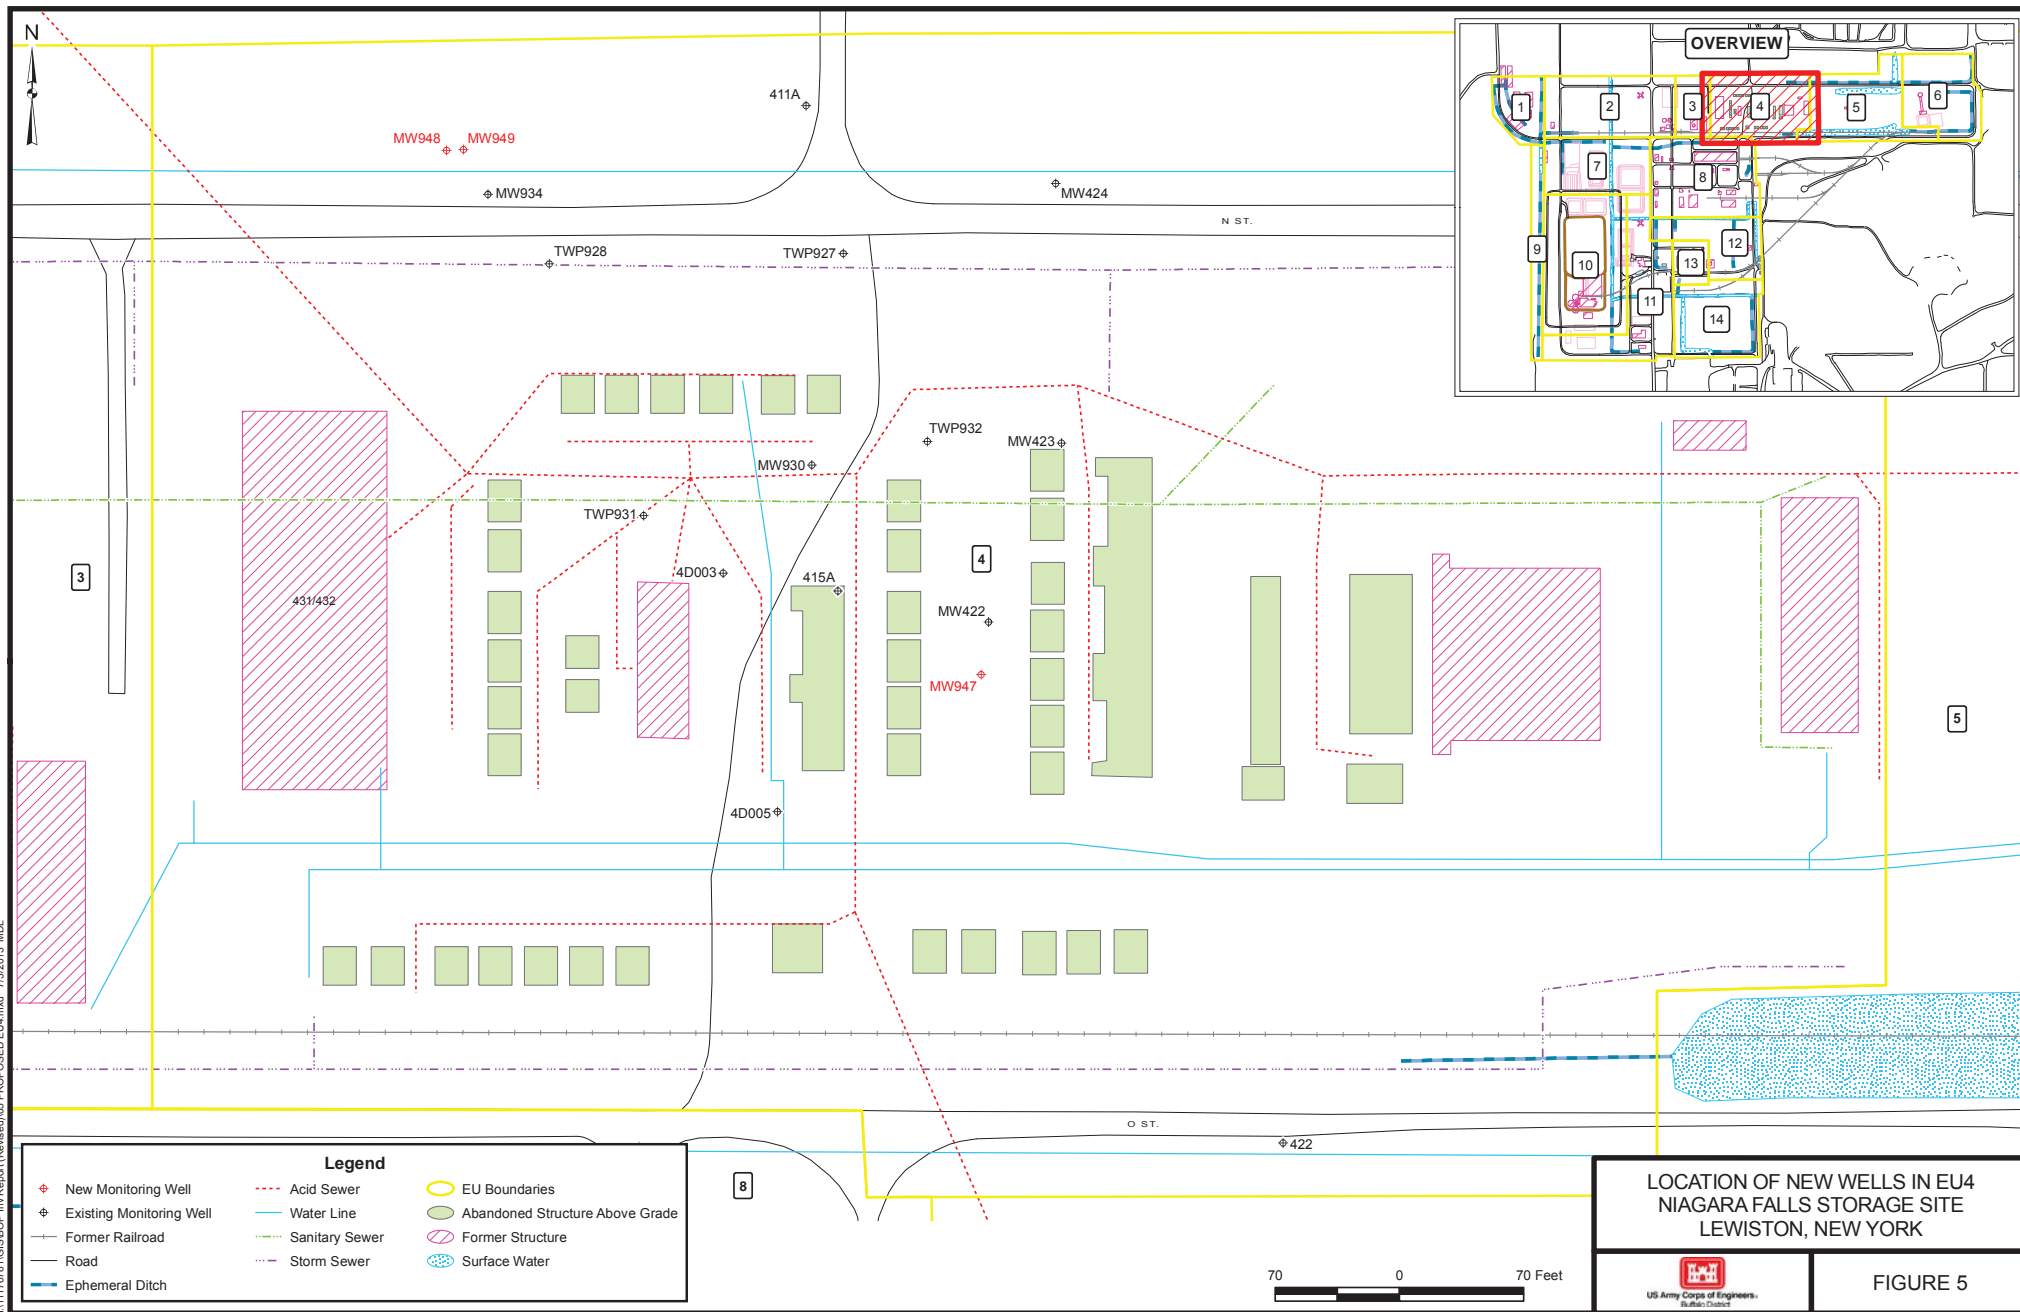 N
OVERVIEW
1
2
3
4
5
6
7
8
9
10
11
12
13
14
411A
MW948
MW949
MW934
MW424
N ST.
TWP928
TWP927
TWP932
MW423
MW930
TWP931
4D003
415A
4
3
431/432
MW422
MW947
5
4D005
O ST.
422
8
Legend
New Monitoring Well
Existing Monitoring Well
Former Railroad
Road
Ephemeral Ditch
Acid Sewer
Water Line
Sanitary Sewer
Storm Sewer
EU Boundaries
Abandoned Structure Above Grade
Former Structure
Surface Water
70 0 70 Feet
LOCATION OF NEW WELLS IN EU4
NIAGARA FALLS STORAGE SITE
LEWISTON, NEW YORK
US Army Corps of Engineers
Buffalo District
FIGURE 5